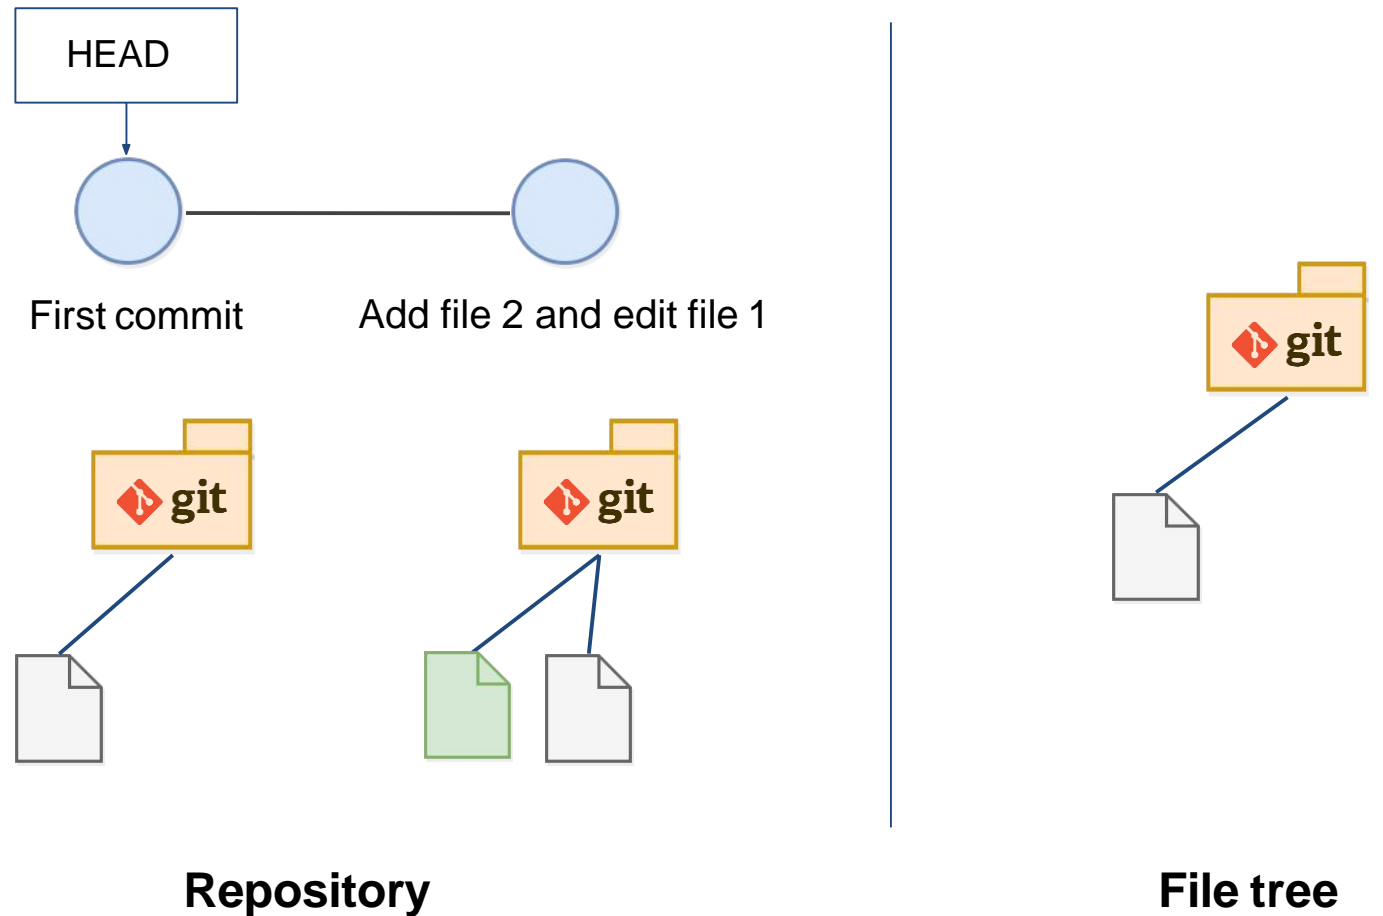 HEAD
First commit
Add file 2 and edit file 1
git
git
git
Repository
File tree